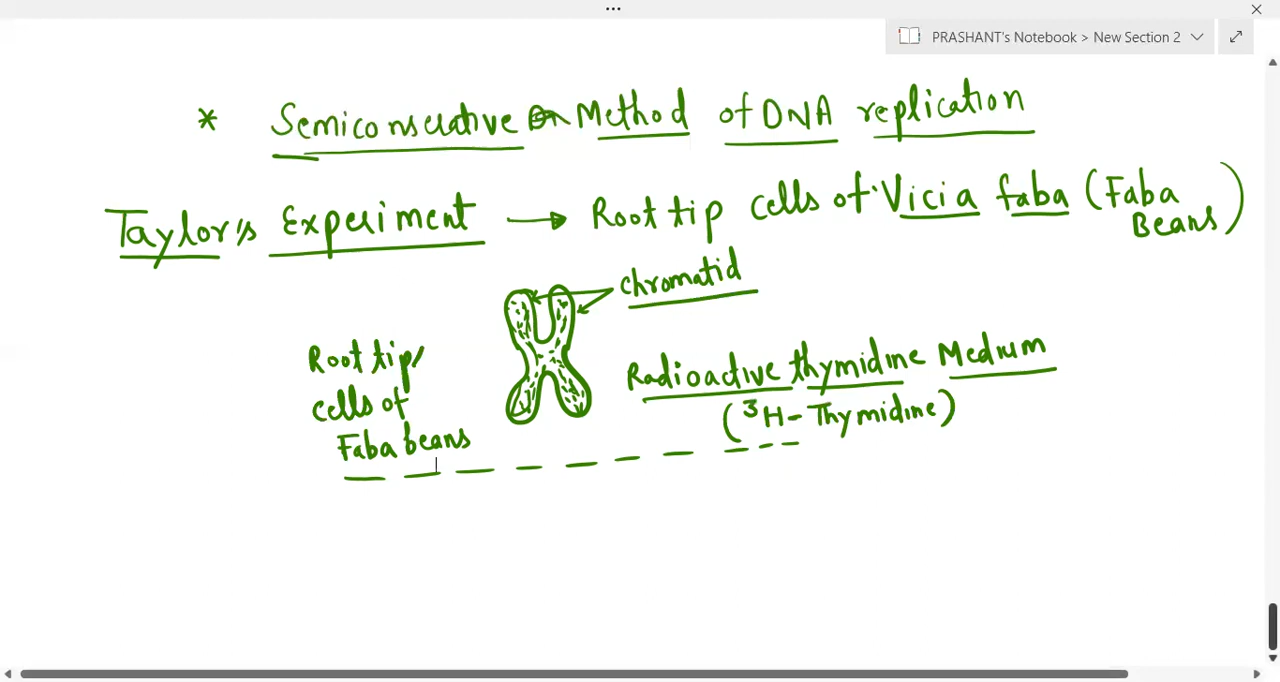 ...
PRASHANT's Notebook > New Section 2
* Semiconservative Method of DNA replication
Taylor's Experiment → Root tip cells of Vicia faba (Faba Beans)
chromatid
Root tip
cells of
Faba beans
Radioactive thymidine Medium
(³H-Thymidine)